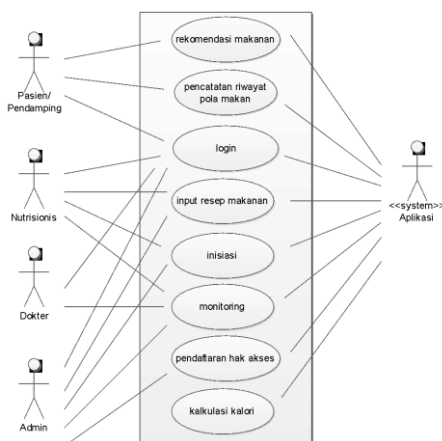 rekomendasi makanan
Pasien/
Pendamping
pencatatan riwayat
pola makan
login
Nutrisionis
input resep makanan
<<system>>
Aplikasi
inisiasi
Dokter
monitoring
pendaftaran hak akses
Admin
kalkulasi kalori